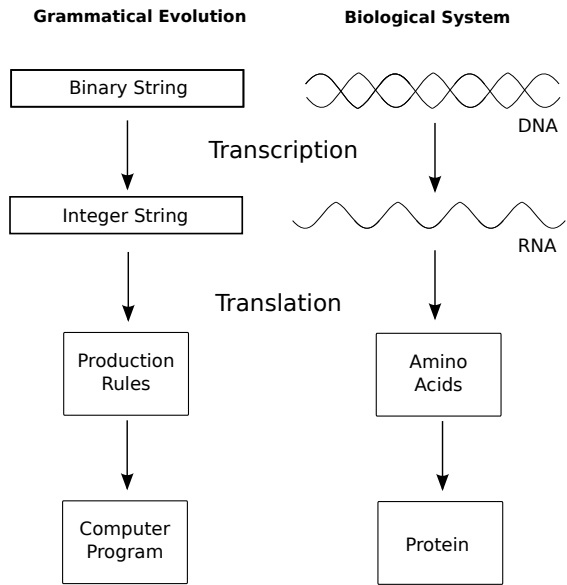 Grammatical Evolution
Biological System
Binary String
DNA
Transcription
Integer String
RNA
Translation
Production
Rules
Amino
Acids
Computer
Program
Protein